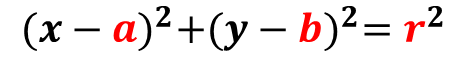 (x − a)²+(y − b)²= r²